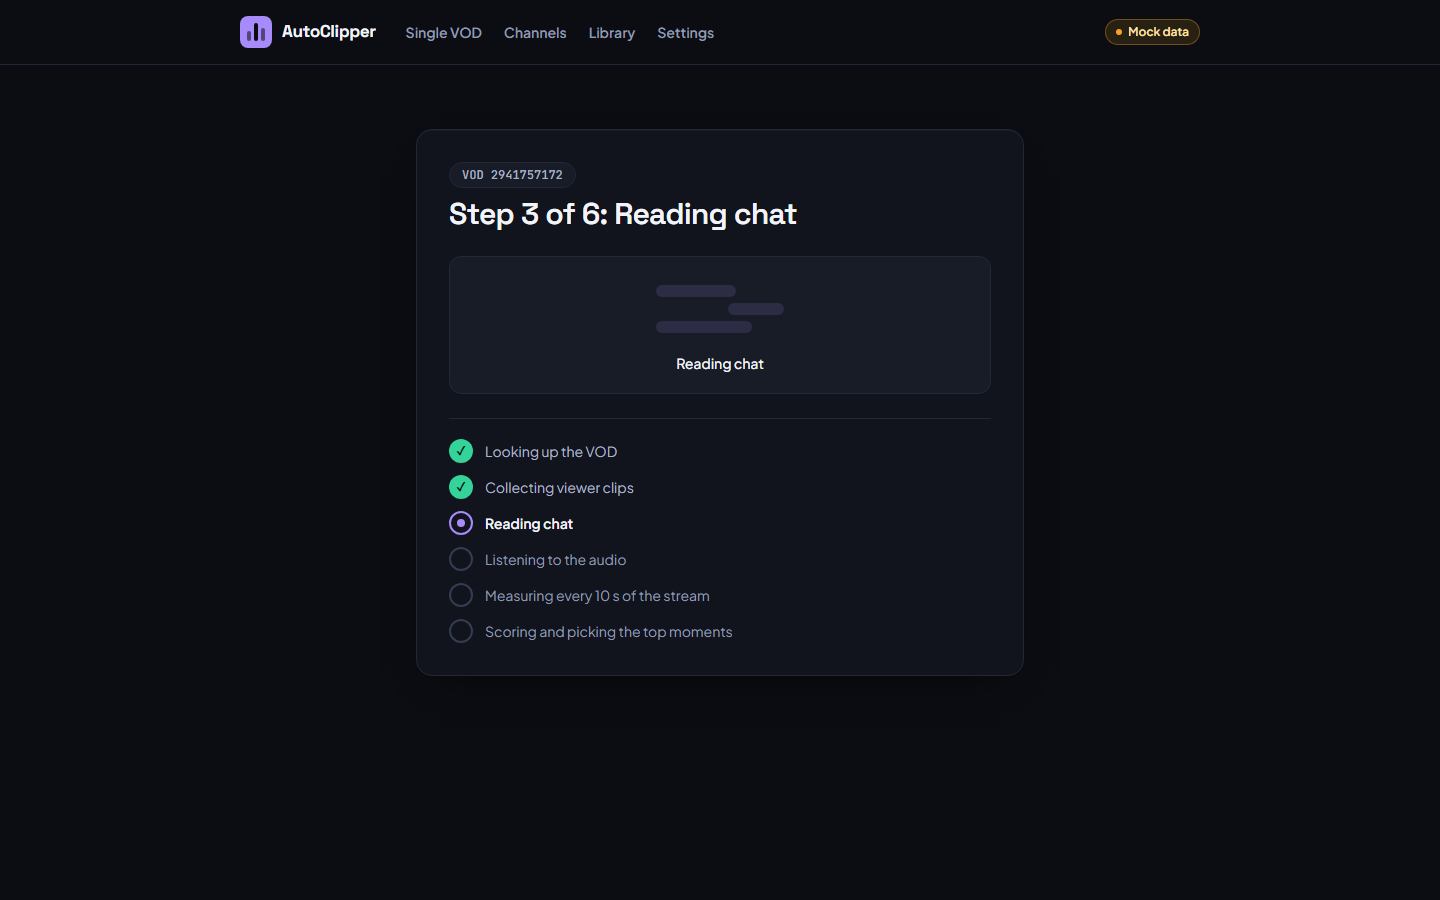 AutoClipper
Single VOD
Channels
Library
Settings
Mock data
VOD 2941757172
Step 3 of 6: Reading chat
Reading chat
Looking up the VOD
Collecting viewer clips
Reading chat
Listening to the audio
Measuring every 10 s of the stream
Scoring and picking the top moments